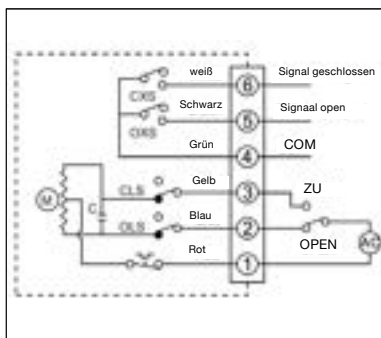 weiß 6 Signal geschlossen
CXS
Schwarz 5 Signaal open
OXS
Grün 4 COM
Gelb 3 ZU
CLS
M C
Blau 2
OLS OPEN AC
Rot 1